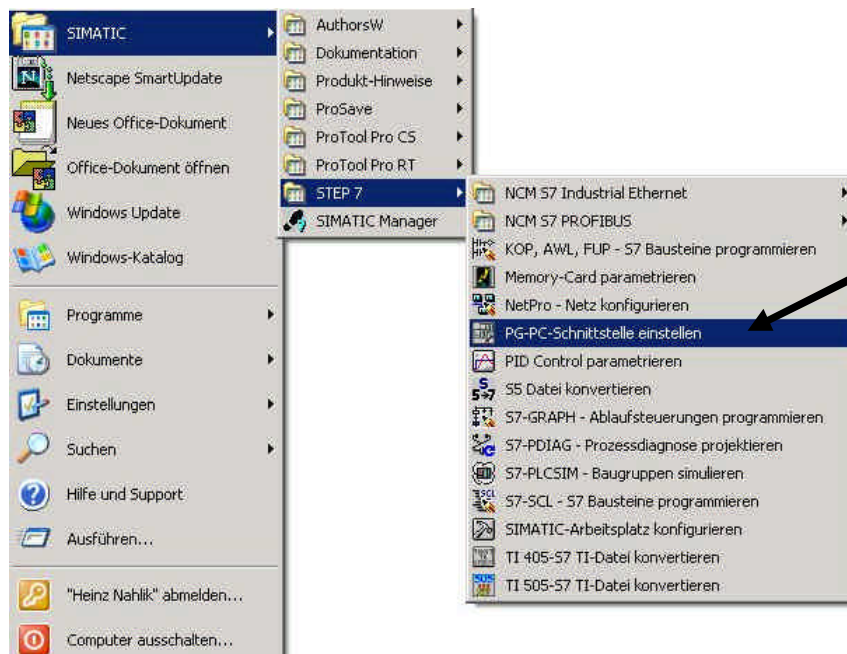 SIMATIC
Netscape SmartUpdate
Neues Office-Dokument
Office-Dokument öffnen
Windows Update
Windows-Katalog
Programme
Dokumente
Einstellungen
Suchen
Hilfe und Support
Ausführen...
"Heinz Nahlik" abmelden...
Computer ausschalten...
AuthorsW
Dokumentation
Produkt-Hinweise
ProSave
ProTool Pro CS
ProTool Pro RT
STEP 7
SIMATIC Manager
NCM S7 Industrial Ethernet
NCM S7 PROFIBUS
KOP, AWL, FUP - S7 Bausteine programmieren
Memory-Card parametrieren
NetPro - Netz konfigurieren
PG-PC-Schnittstelle einstellen
PID Control parametrieren
S5 Datei konvertieren
S7-GRAPH - Ablaufsteuerungen programmieren
S7-PDIAG - Prozessdiagnose projektieren
S7-PLCSIM - Baugruppen simulieren
S7-SCL - S7 Bausteine programmieren
SIMATIC-Arbeitsplatz konfigurieren
TI 405-S7 TI-Datei konvertieren
TI 505-S7 TI-Datei konvertieren